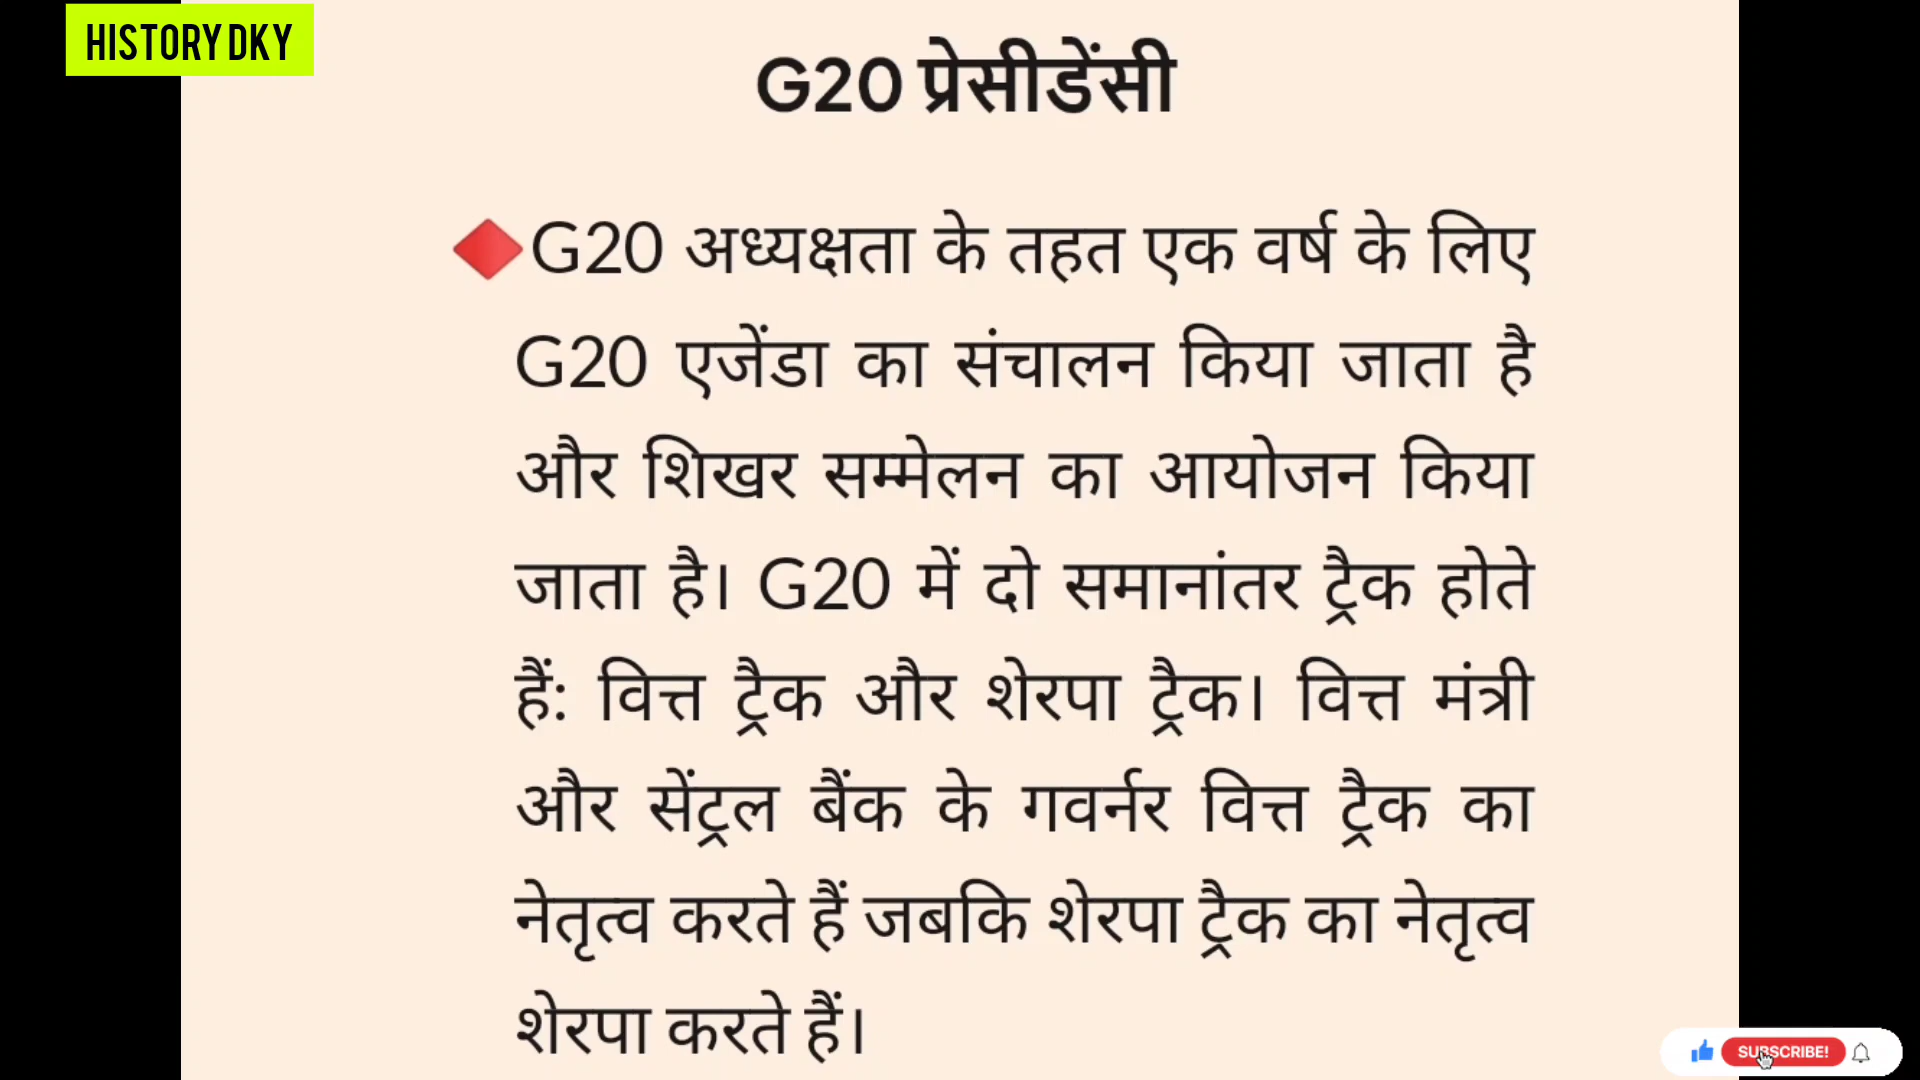 HISTORY DKY
G20 प्रेसीडेंसी
G20 अध्यक्षता के तहत एक वर्ष के लिए
G20 एजेंडा का संचालन किया जाता है
और शिखर सम्मेलन का आयोजन किया
जाता है। G20 में दो समानांतर ट्रैक होते
हैं: वित्त ट्रैक और शेरपा ट्रैक। वित्त मंत्री
और सेंट्रल बैंक के गवर्नर वित्त ट्रैक का
नेतृत्व करते हैं जबकि शेरपा ट्रैक का नेतृत्व
शेरपा करते हैं।
SUBSCRIBE!